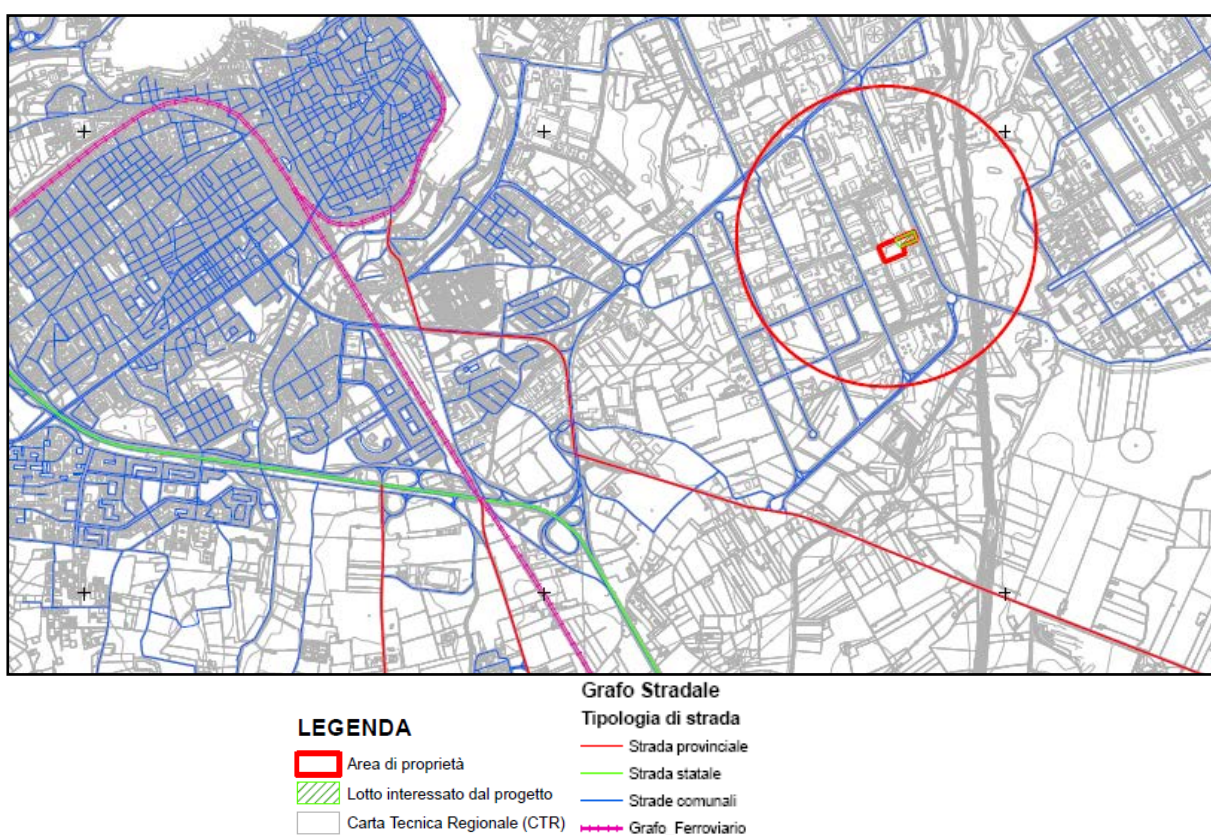 Grafo Stradale
LEGENDA
Tipologia di strada
Area di proprietà
Strada provinciale
Lotto interessato dal progetto
Strada statale
Carta Tecnica Regionale (CTR)
Strade comunali
Grafo Ferroviario